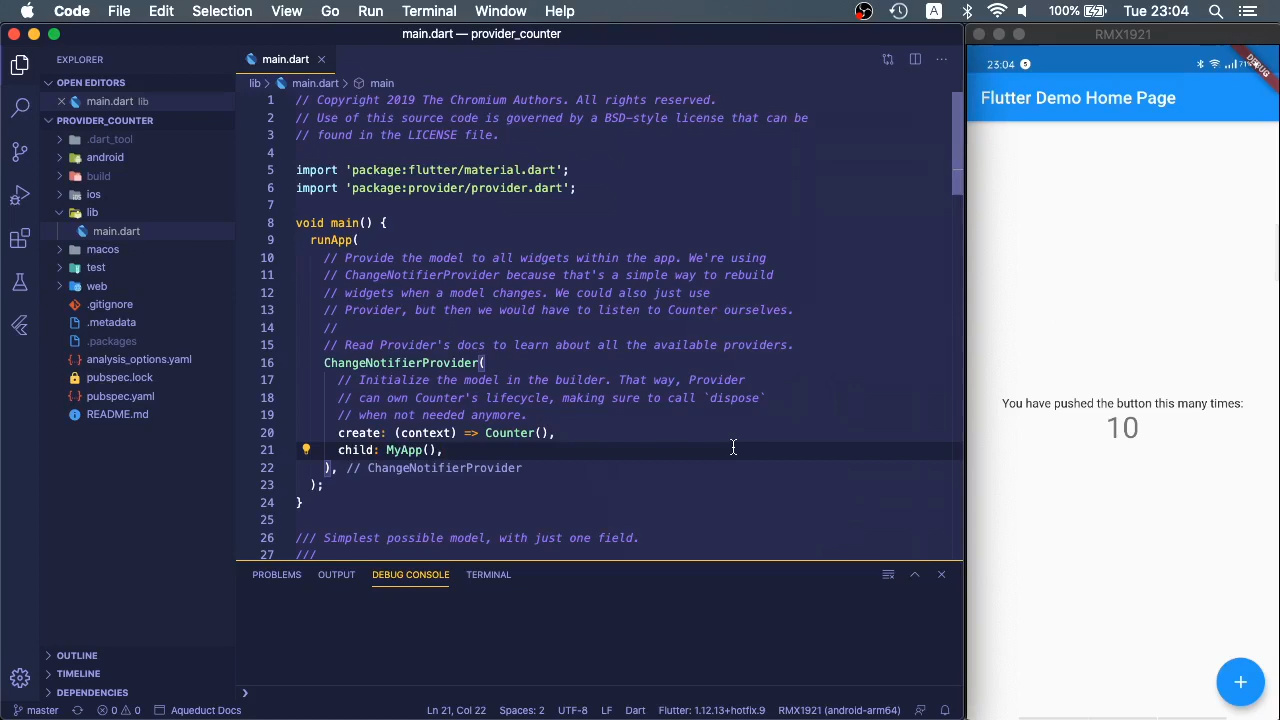 Code File Edit Selection View Go Run Terminal Window Help
A 100% Tue 23:04
main.dart — provider_counter
RMX1921
EXPLORER
OPEN EDITORS
main.dart lib
PROVIDER_COUNTER
.dart_tool
android
build
ios
lib
main.dart
macos
test
web
.gitignore
.metadata
.packages
analysis_options.yaml
pubspec.lock
pubspec.yaml
README.md
OUTLINE
TIMELINE
DEPENDENCIES
main.dart
lib > main.dart > main
1 // Copyright 2019 The Chromium Authors. All rights reserved.
2 // Use of this source code is governed by a BSD-style license that can be
3 // found in the LICENSE file.
4
5 import 'package:flutter/material.dart';
6 import 'package:provider/provider.dart';
7
8 void main() {
9 runApp(
10 // Provide the model to all widgets within the app. We're using
11 // ChangeNotifierProvider because that's a simple way to rebuild
12 // widgets when a model changes. We could also just use
13 // Provider, but then we would have to listen to Counter ourselves.
14 //
15 // Read Provider's docs to learn about all the available providers.
16 ChangeNotifierProvider(
17 // Initialize the model in the builder. That way, Provider
18 // can own Counter's lifecycle, making sure to call `dispose`
19 // when not needed anymore.
20 create: (context) => Counter(),
21 child: MyApp(),
22 ), // ChangeNotifierProvider
23 );
24 }
25
26 /// Simplest possible model, with just one field.
27 ///
PROBLEMS OUTPUT DEBUG CONSOLE TERMINAL
master 0 0 Aqueduct Docs Ln 21, Col 22 Spaces: 2 UTF-8 LF Dart Flutter: 1.12.13+hotfix.9 RMX1921 (android-arm64)
23:04
DEBUG
Flutter Demo Home Page
You have pushed the button this many times:
10
+